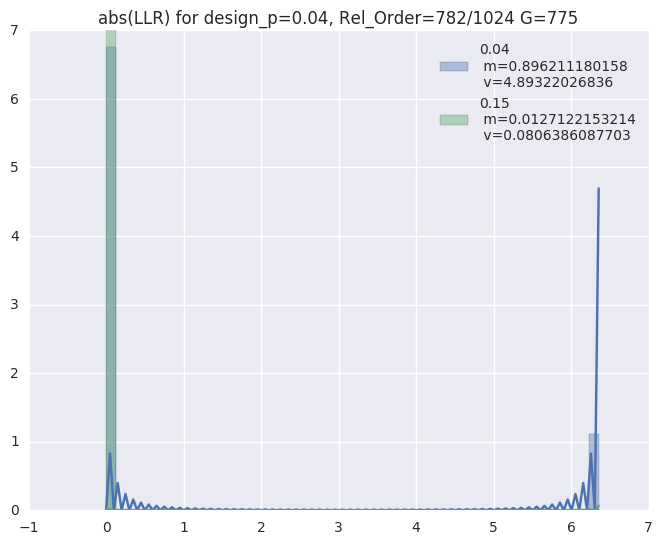 abs(LLR) for design_p=0.04, Rel_Order=782/1024 G=775
0.04
m=0.896211180158
v=4.89322026836
0.15
m=0.0127122153214
v=0.0806386087703
7
6
5
4
3
2
1
0
−1 0 1 2 3 4 5 6 7